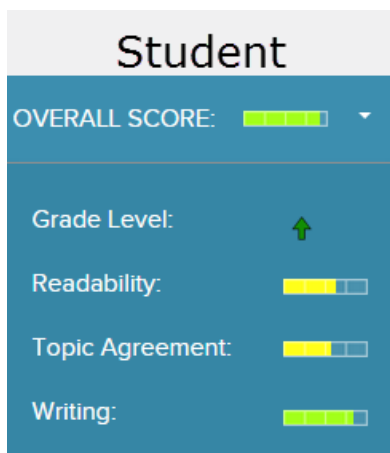 Student
OVERALL SCORE:
Grade Level:
Readability:
Topic Agreement:
Writing: